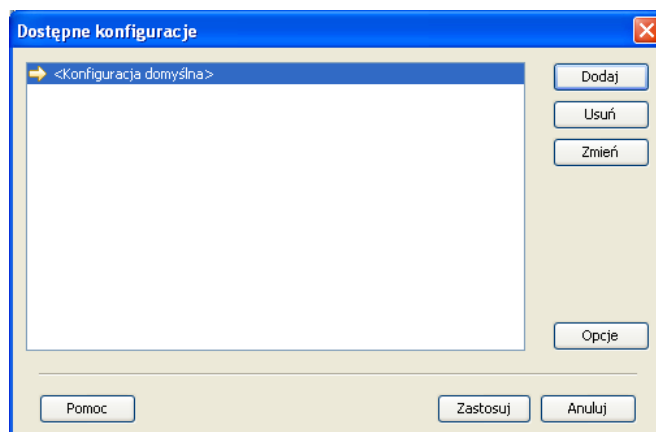 Dostępne konfiguracje
<Konfiguracja domyślna>
Dodaj
Usuń
Zmień
Opcje
Pomoc
Zastosuj
Anuluj